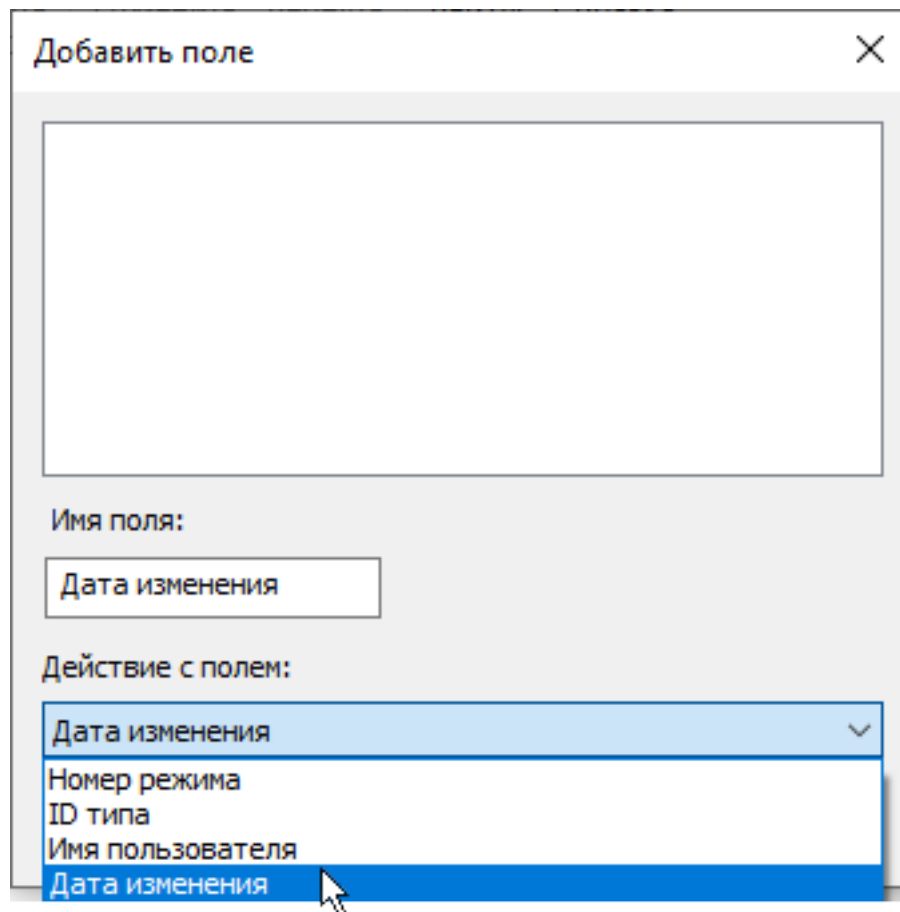 Добавить поле
Имя поля:
Дата изменения
Действие с полем:
Дата изменения
Номер режима
ID типа
Имя пользователя
Дата изменения